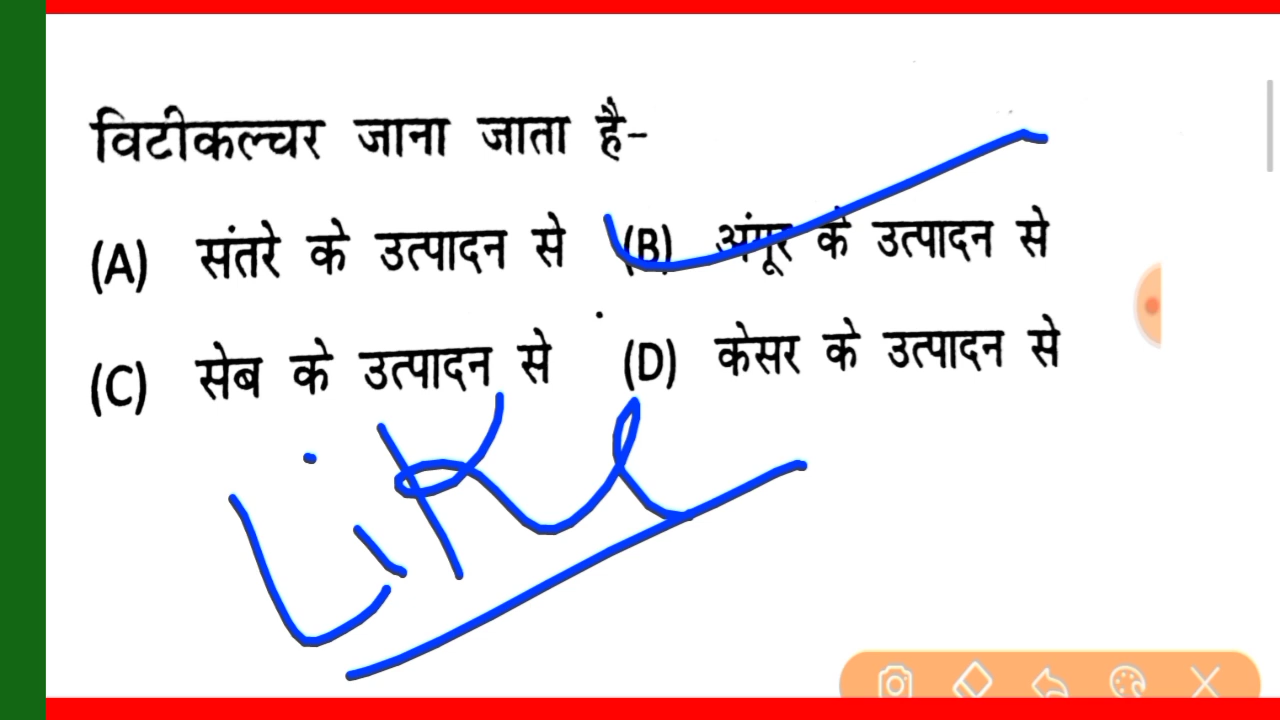 विटीकल्चर जाना जाता है-
(A) संतरे के उत्पादन से (B) अंगूर के उत्पादन से
(C) सेब के उत्पादन से (D) केसर के उत्पादन से
Like